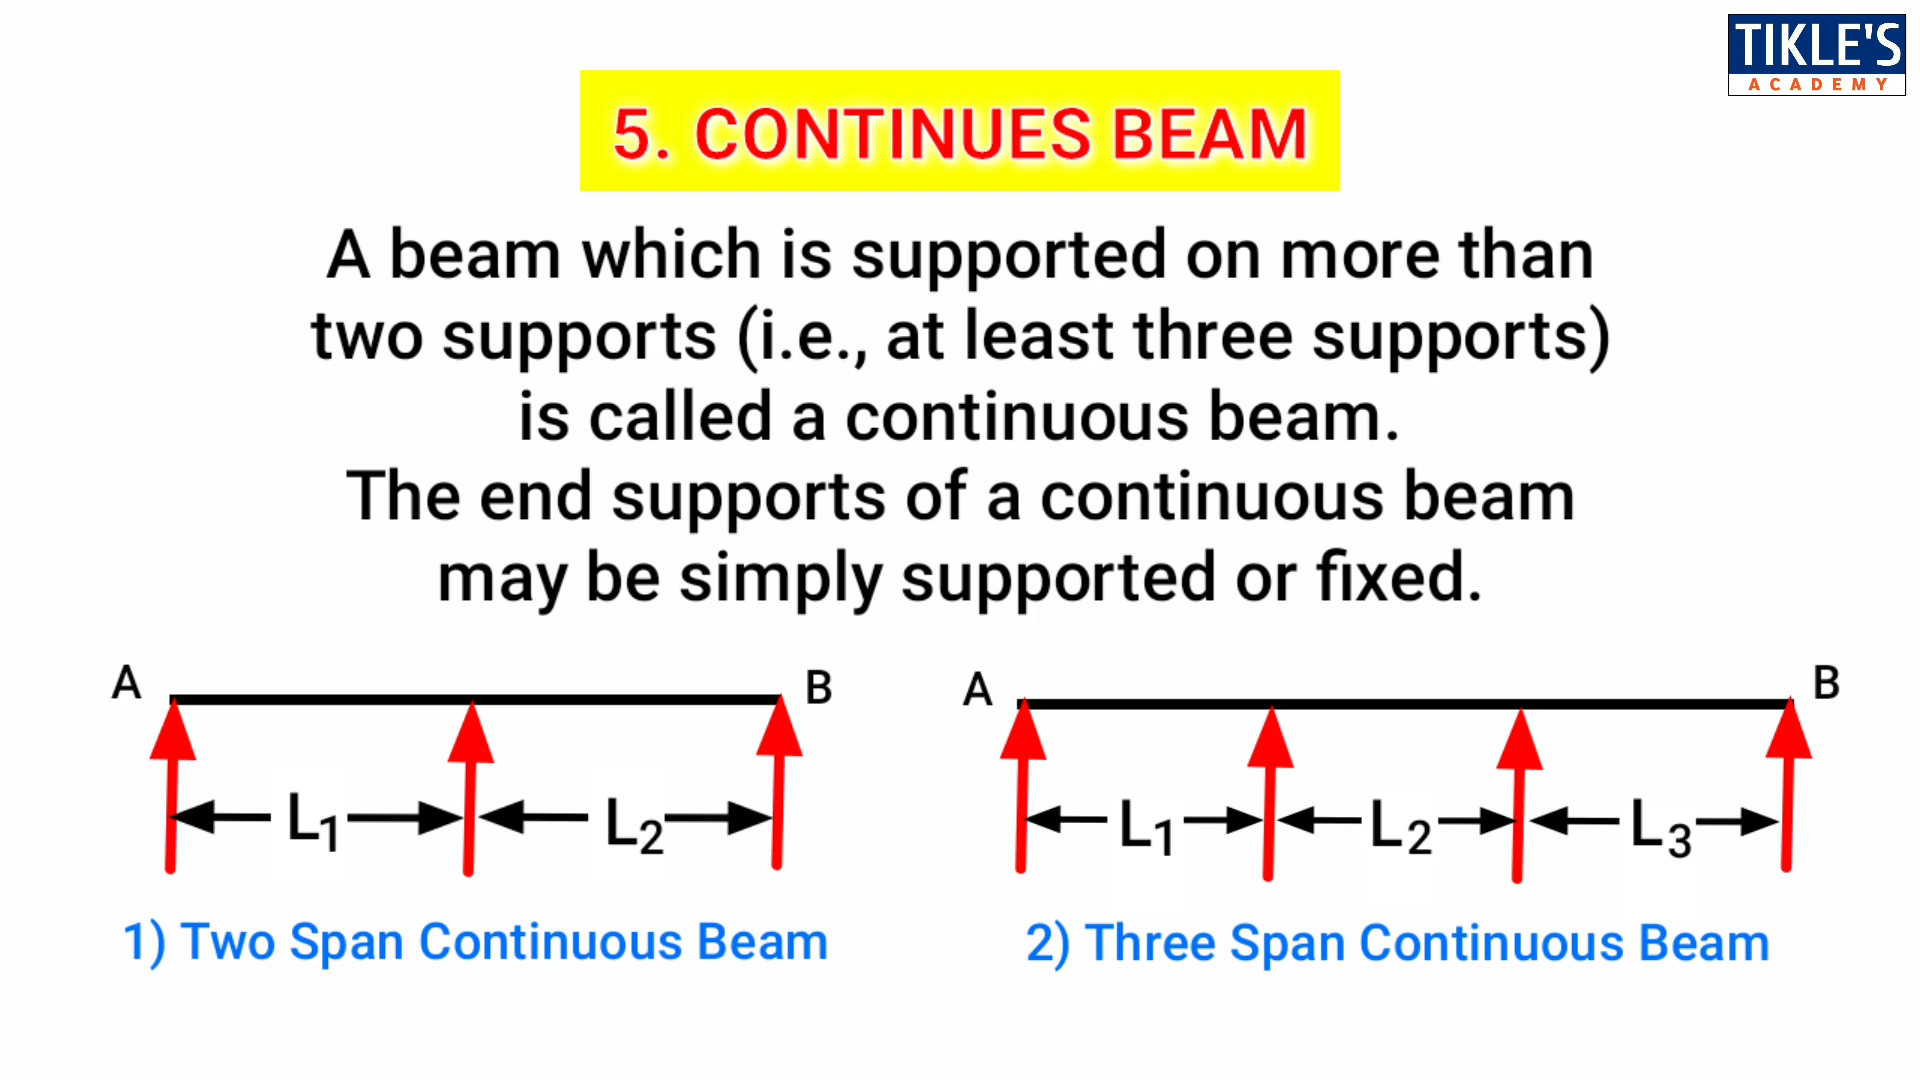 TIKLE'S
ACADEMY
5. CONTINUES BEAM
A beam which is supported on more than
two supports (i.e., at least three supports)
is called a continuous beam.
The end supports of a continuous beam
may be simply supported or fixed.
A B
L1 L2
1) Two Span Continuous Beam
A B
L1 L2 L3
2) Three Span Continuous Beam